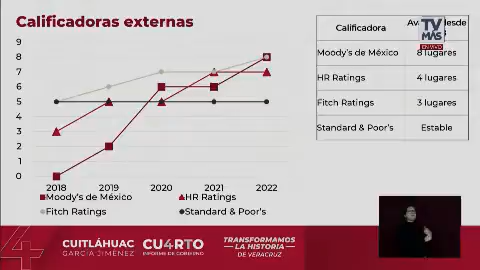 Calificadoras externas
9
8
7
6
5
4
3
2
1
0
2018 2019 2020 2021 2022
Moody's de México HR Ratings
Fitch Ratings Standard & Poor's
Calificadora
Moody's de México 8 lugares
HR Ratings 4 lugares
Fitch Ratings 3 lugares
Standard & Poor's Estable
TV
MÁS
EN VIVO
4
CUITLÁHUAC
GARCÍA JIMÉNEZ
CU4RTO
INFORME DE GOBIERNO
TRANSFORMAMOS
LA HISTORIA
DE VERACRUZ